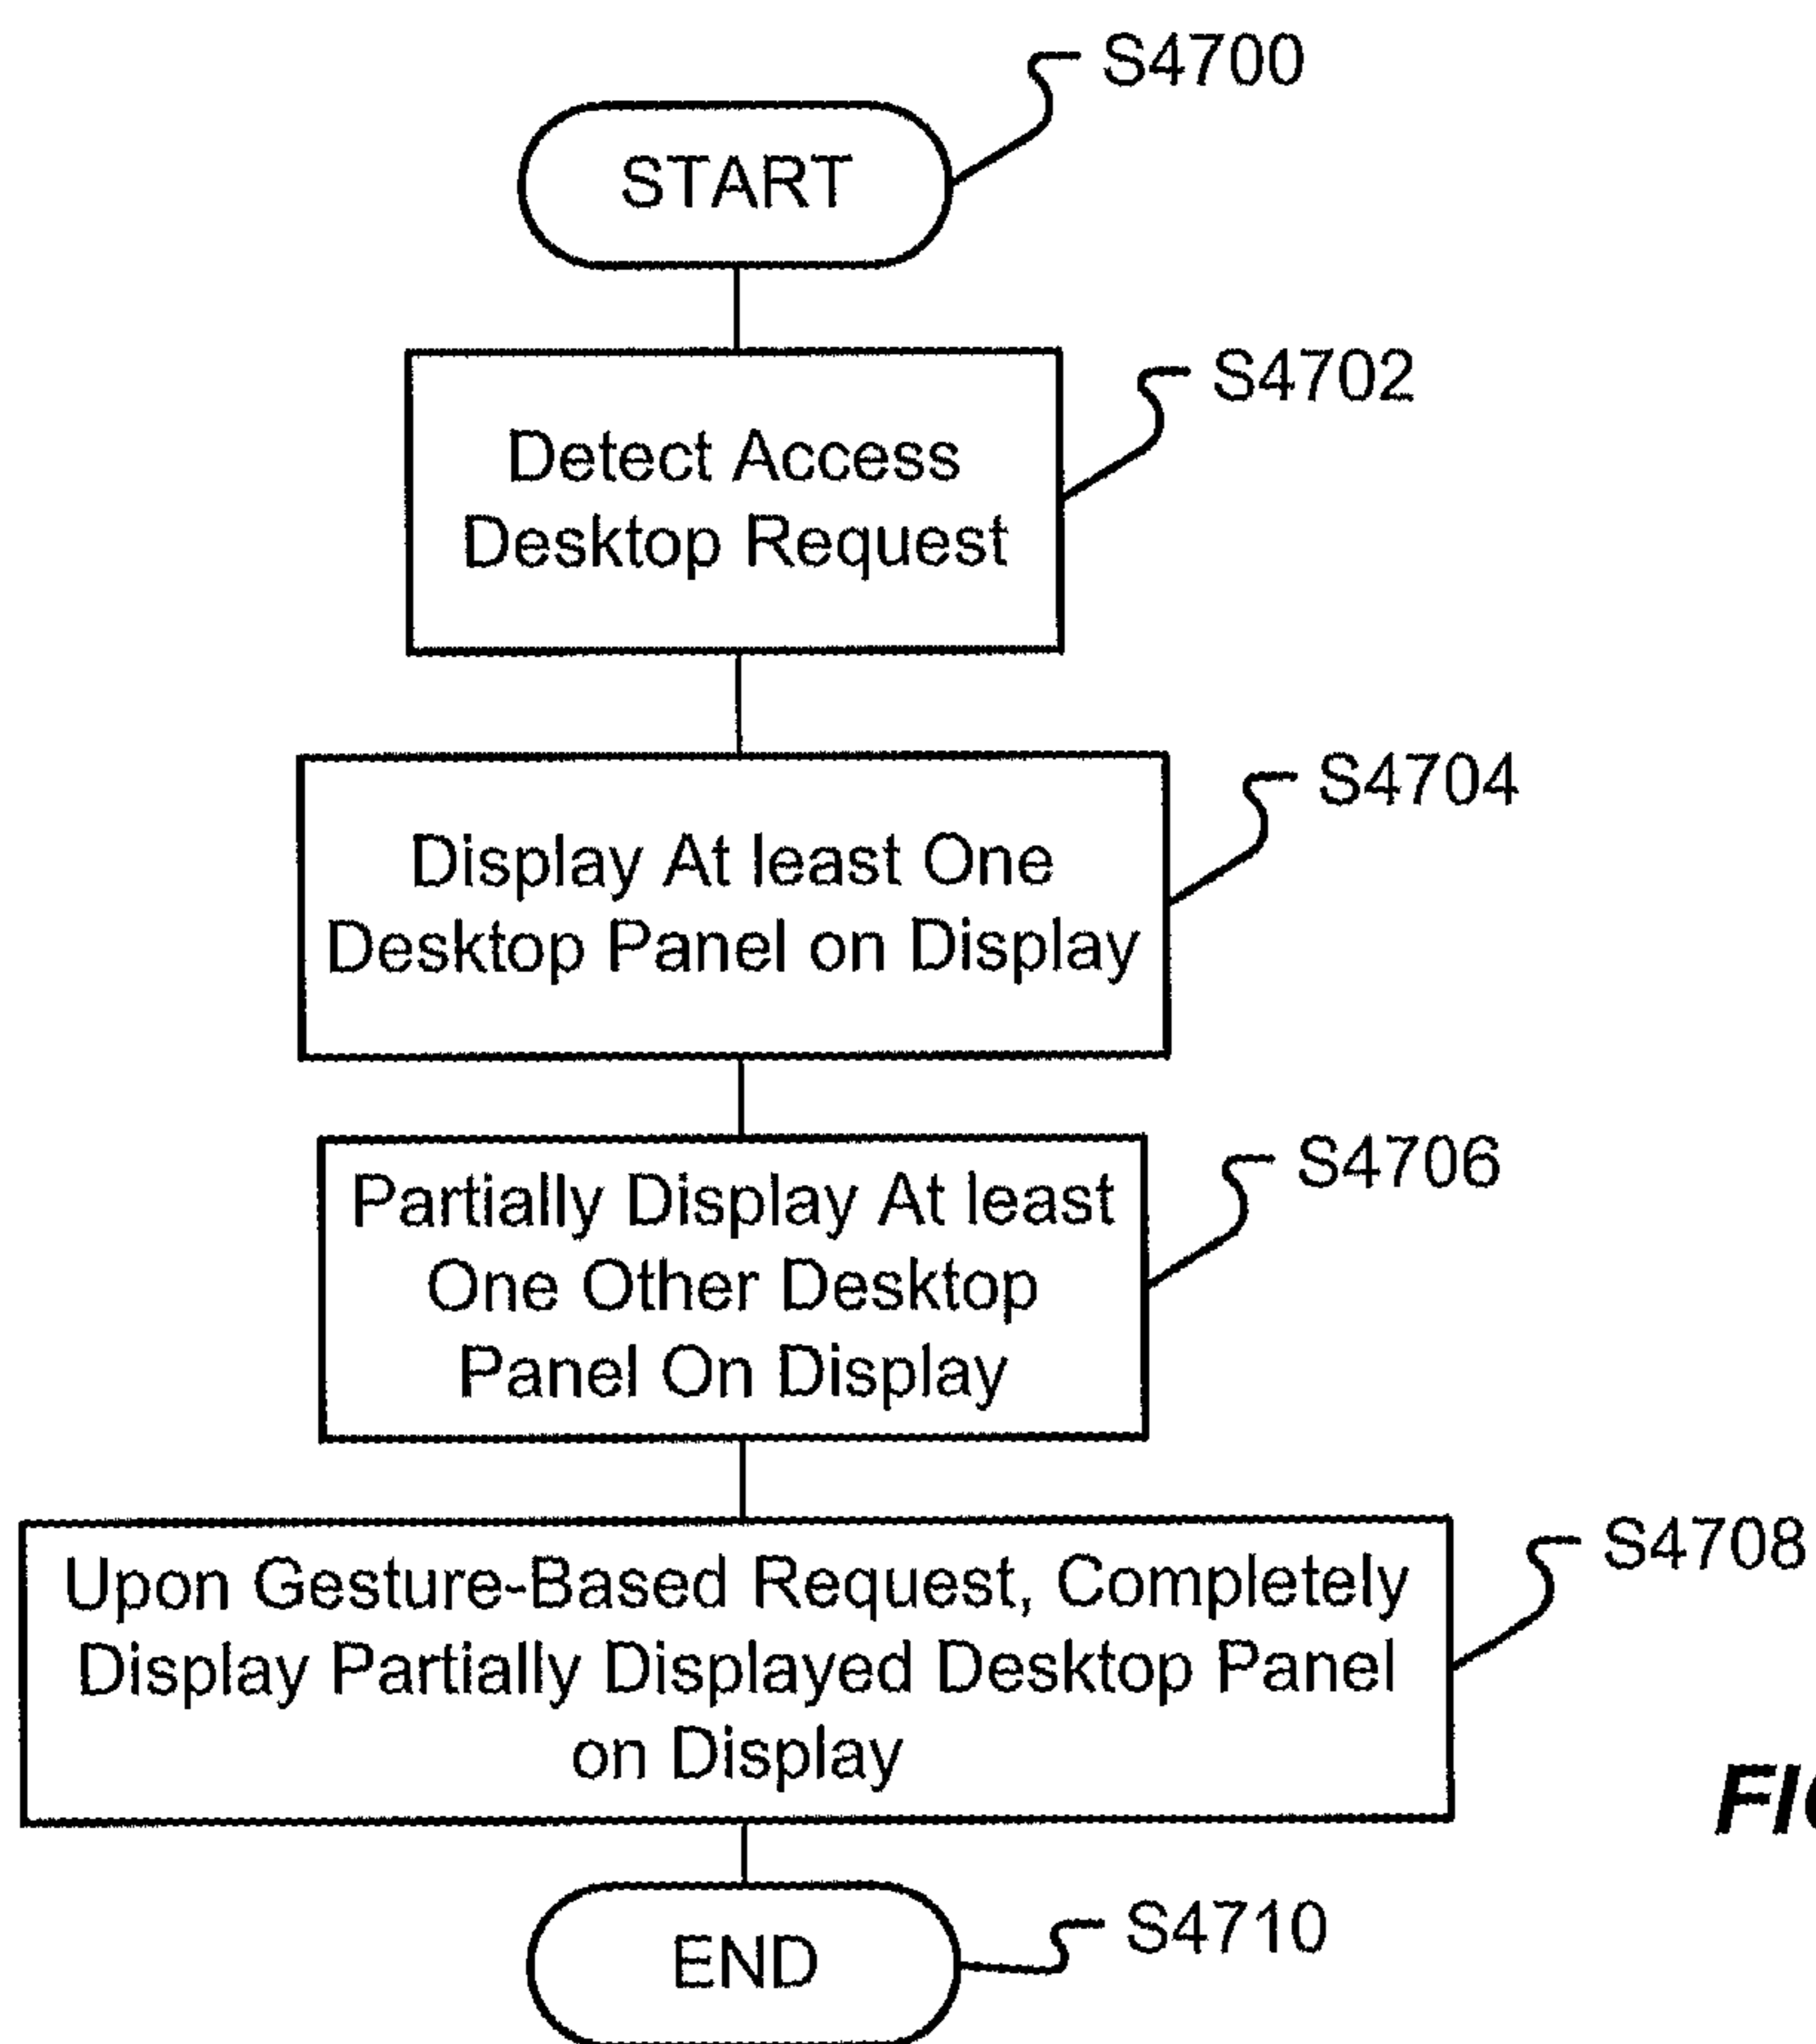 S4700
START
S4702
Detect Access
Desktop Request
S4704
Display At least One
Desktop Panel on Display
S4706
Partially Display At least
One Other Desktop
Panel On Display
S4708
Upon Gesture-Based Request, Completely
Display Partially Displayed Desktop Panel
on Display
S4710
END